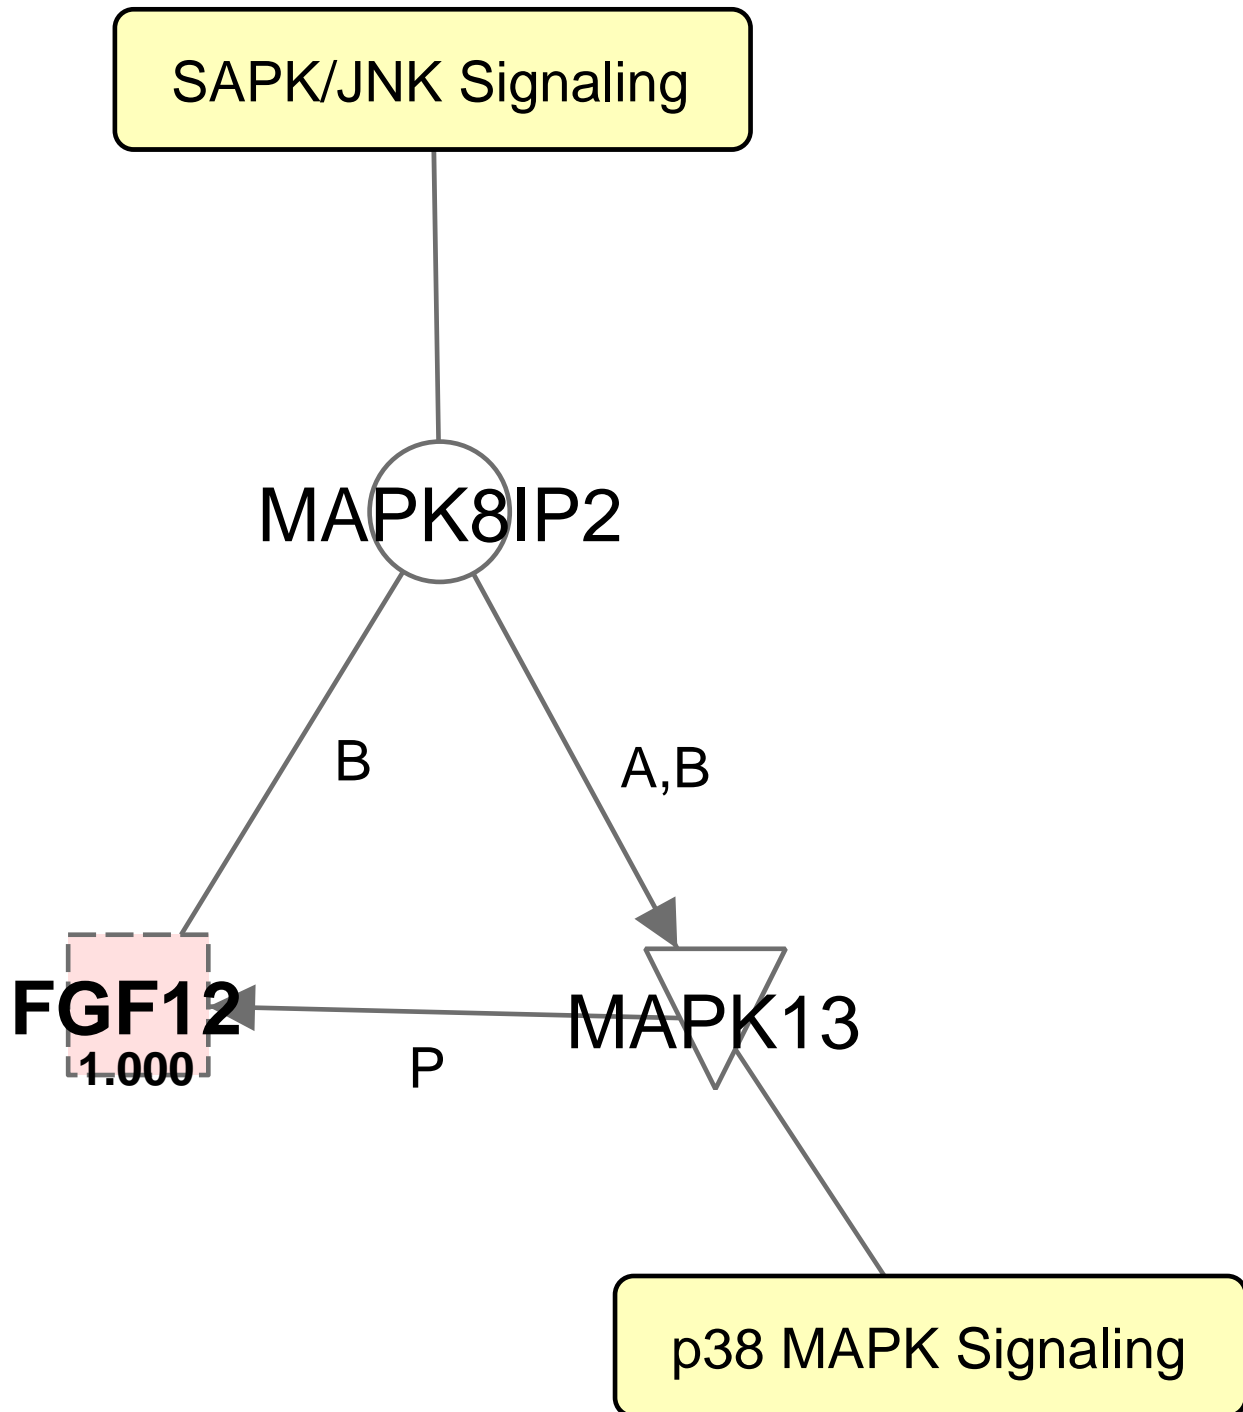 SAPK/JNK Signaling
MAPK8IP2
B
A,B
FGF12
1.000
MAPK13
P
p38 MAPK Signaling